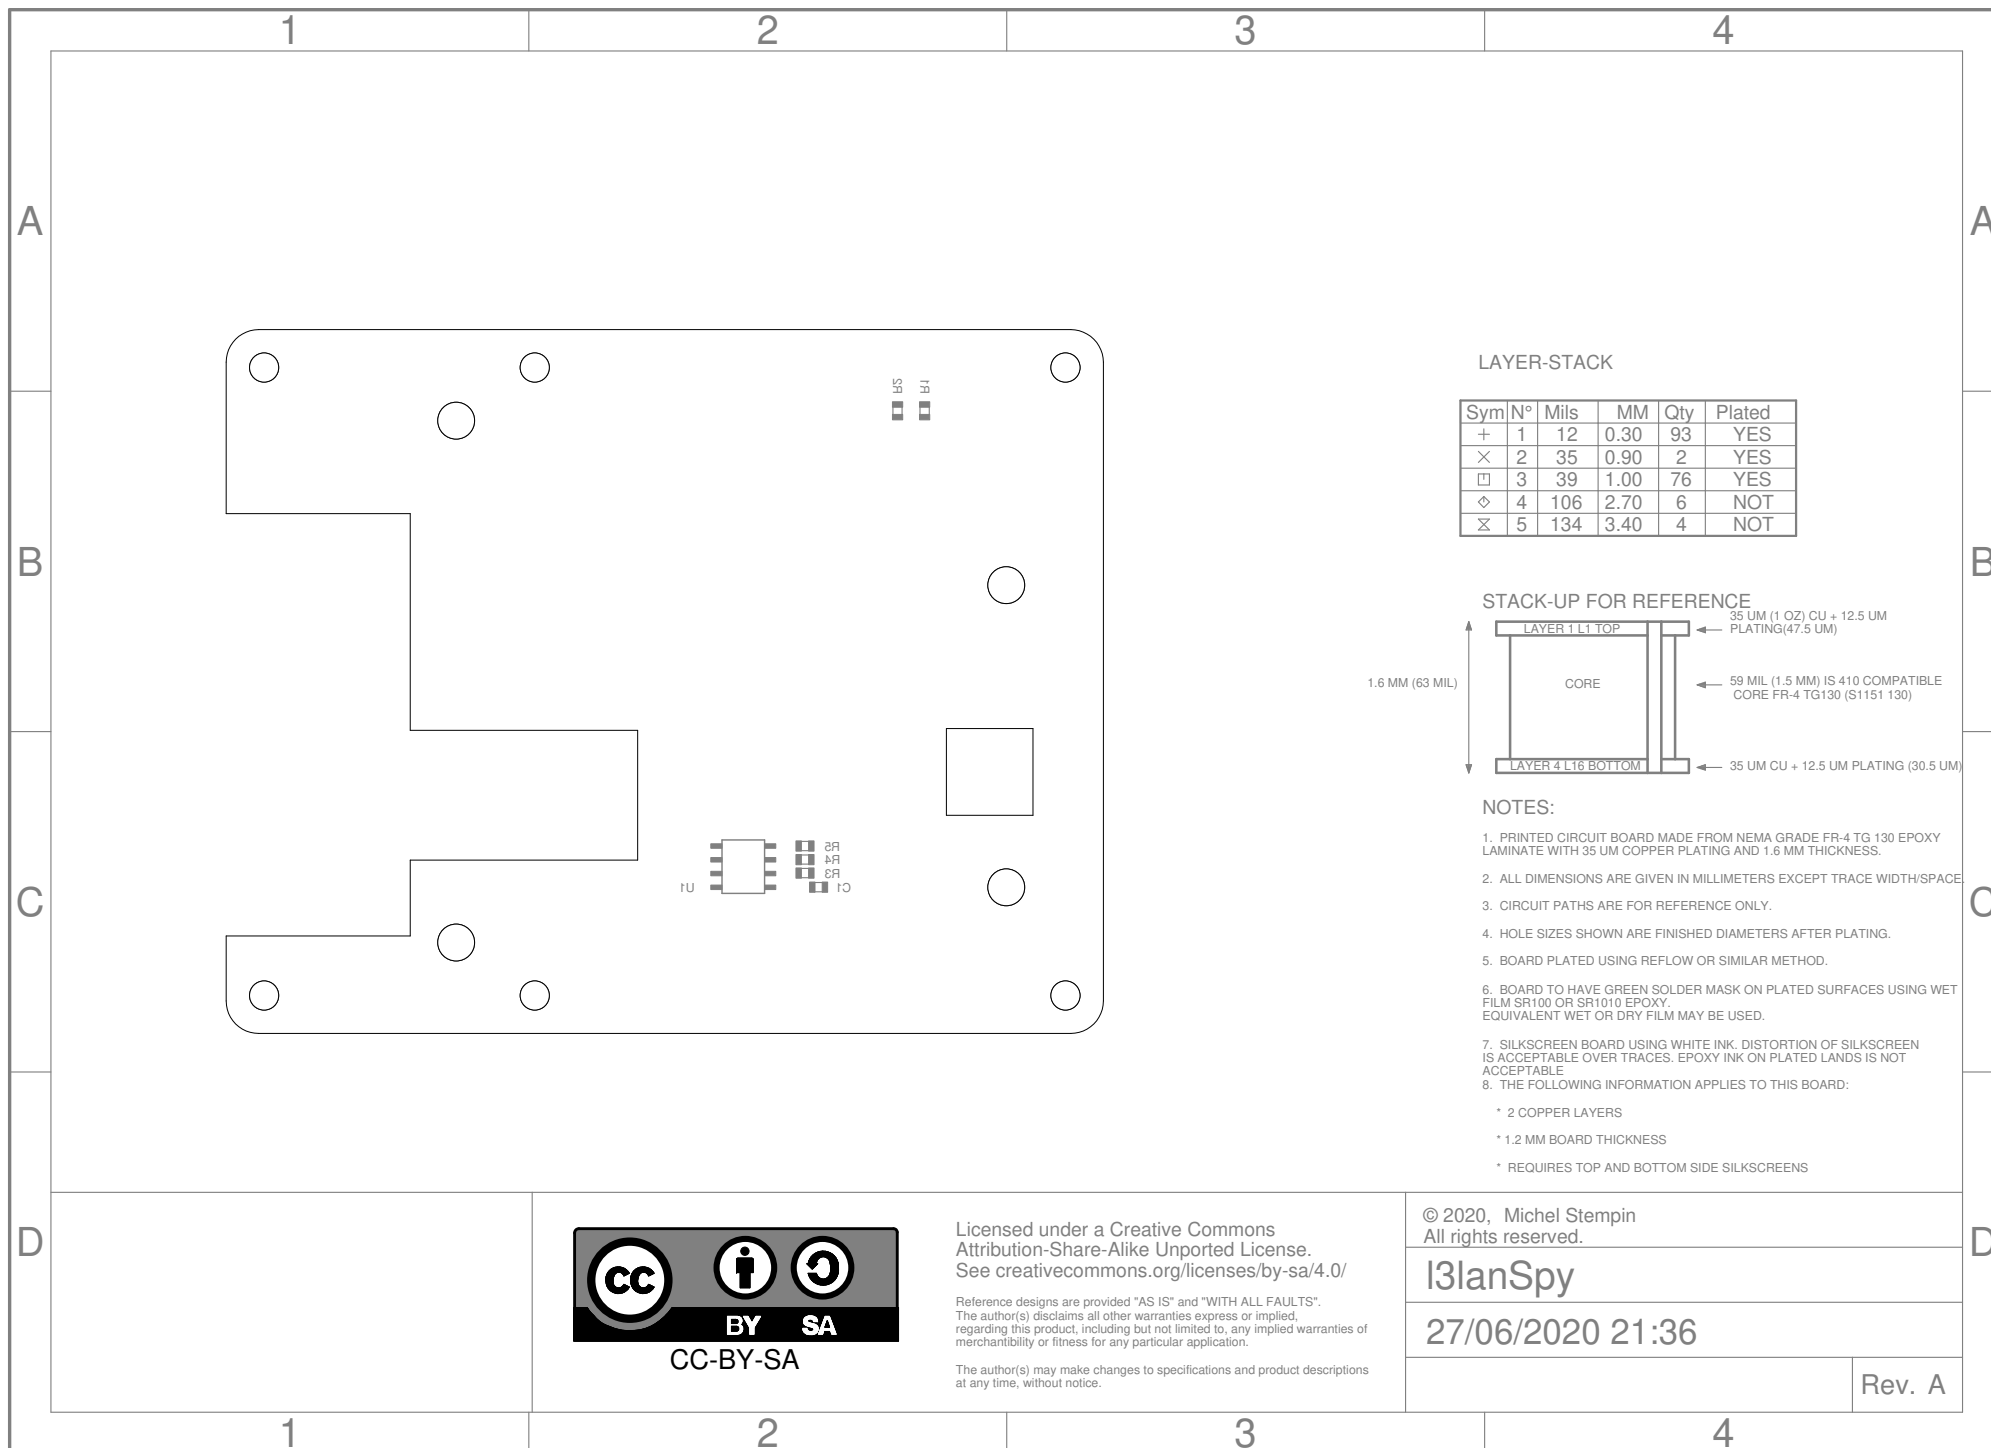 1 2 3 4
A A
B B
C C
D D
R2 R1
U1
R5
R4
R3
C1
LAYER-STACK
Sym N° Mils MM Qty Plated
+ 1 12 0.30 93 YES
2 35 0.90 2 YES
3 39 1.00 76 YES
4 106 2.70 6 NOT
5 134 3.40 4 NOT
STACK-UP FOR REFERENCE
LAYER 1 L1 TOP
35 UM (1 OZ) CU + 12.5 UM
PLATING(47.5 UM)
1.6 MM (63 MIL)
CORE
59 MIL (1.5 MM) IS 410 COMPATIBLE
CORE FR-4 TG130 (S1151 130)
LAYER 4 L16 BOTTOM
35 UM CU + 12.5 UM PLATING (30.5 UM)
NOTES:
1. PRINTED CIRCUIT BOARD MADE FROM NEMA GRADE FR-4 TG 130 EPOXY
LAMINATE WITH 35 UM COPPER PLATING AND 1.6 MM THICKNESS.
2. ALL DIMENSIONS ARE GIVEN IN MILLIMETERS EXCEPT TRACE WIDTH/SPACE.
3. CIRCUIT PATHS ARE FOR REFERENCE ONLY.
4. HOLE SIZES SHOWN ARE FINISHED DIAMETERS AFTER PLATING.
5. BOARD PLATED USING REFLOW OR SIMILAR METHOD.
6. BOARD TO HAVE GREEN SOLDER MASK ON PLATED SURFACES USING WET
FILM SR100 OR SR1010 EPOXY.
EQUIVALENT WET OR DRY FILM MAY BE USED.
7. SILKSCREEN BOARD USING WHITE INK. DISTORTION OF SILKSCREEN
IS ACCEPTABLE OVER TRACES. EPOXY INK ON PLATED LANDS IS NOT
ACCEPTABLE
8. THE FOLLOWING INFORMATION APPLIES TO THIS BOARD:
* 2 COPPER LAYERS
* 1.2 MM BOARD THICKNESS
* REQUIRES TOP AND BOTTOM SIDE SILKSCREENS
cc
BY SA
CC-BY-SA
Licensed under a Creative Commons
Attribution-Share-Alike Unported License.
See creativecommons.org/licenses/by-sa/4.0/
Reference designs are provided "AS IS" and "WITH ALL FAULTS".
The author(s) disclaims all other warranties express or implied,
regarding this product, including but not limited to, any implied warranties of
merchantibility or fitness for any particular application.
The author(s) may make changes to specifications and product descriptions
at any time, without notice.
© 2020, Michel Stempin
All rights reserved.
l3lanSpy
27/06/2020 21:36
Rev. A
1 2 3 4